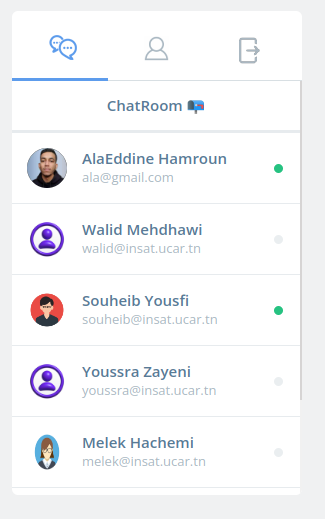 ChatRoom 📭
AlaEddine Hamroun
ala@gmail.com
Walid Mehdhawi
walid@insat.ucar.tn
Souheib Yousfi
souheib@insat.ucar.tn
Youssra Zayeni
youssra@insat.ucar.tn
Melek Hachemi
melek@insat.ucar.tn